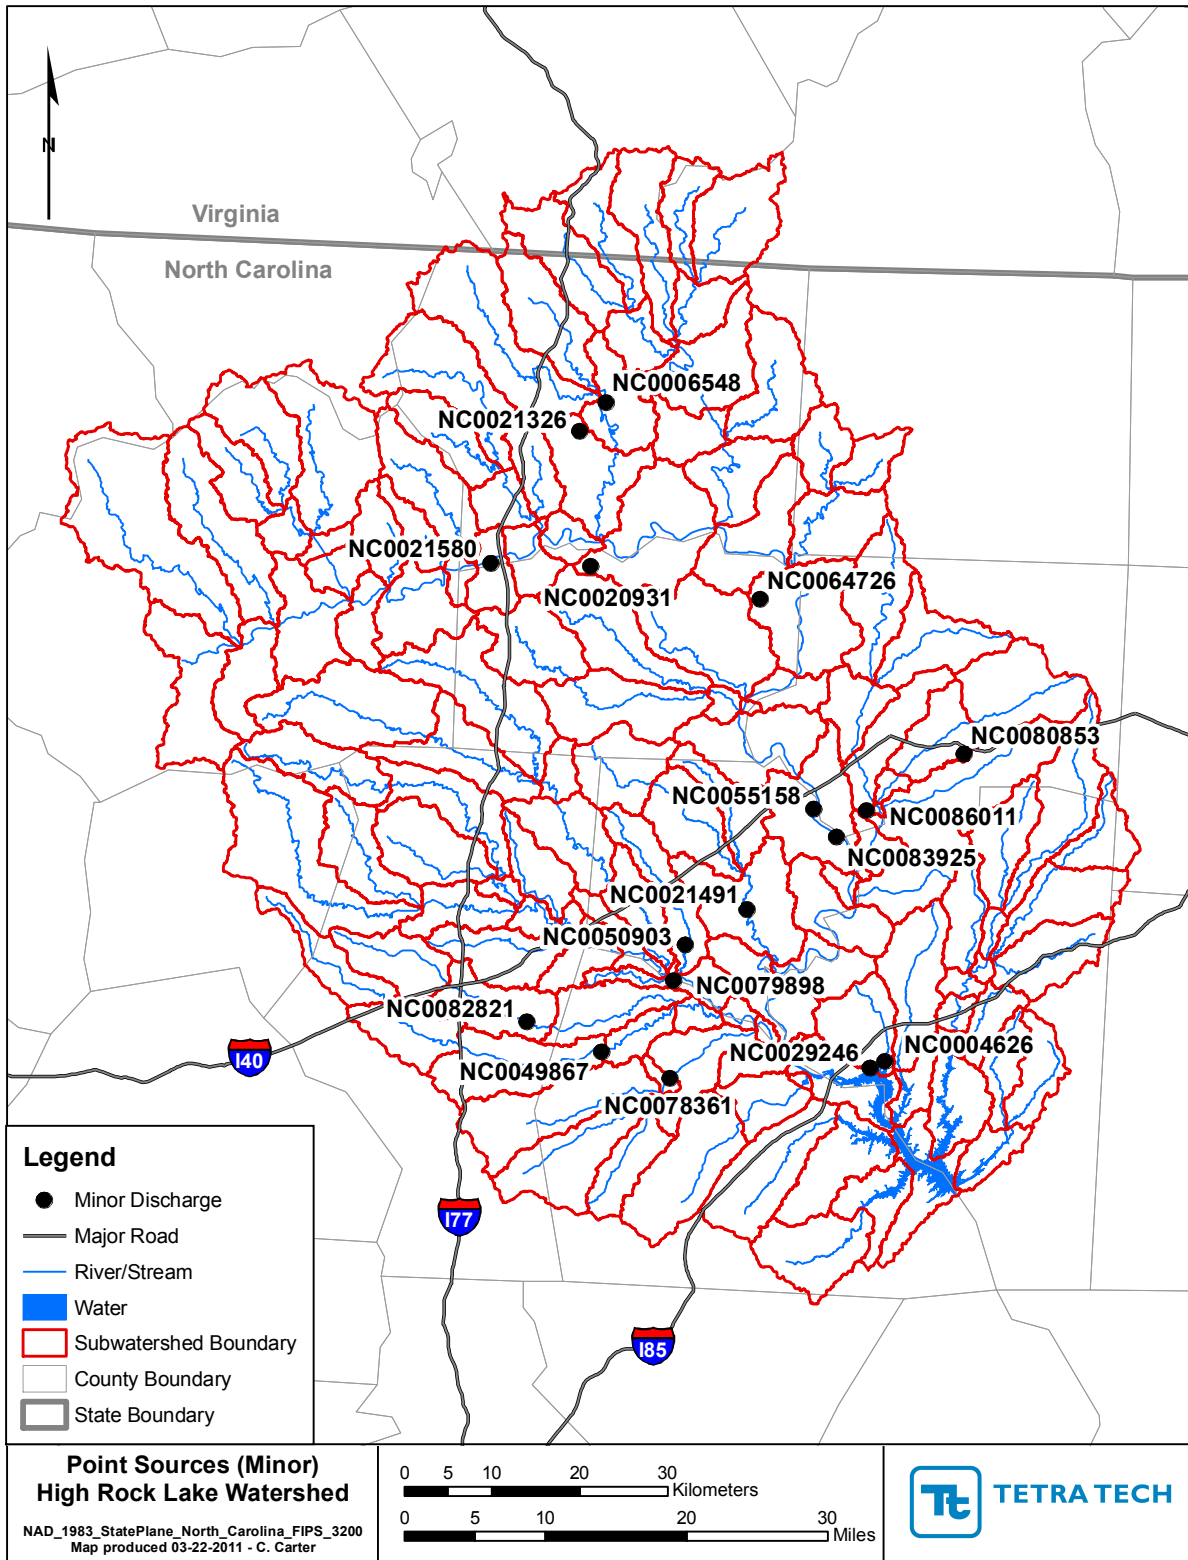 N
Virginia
North Carolina
NC0006548
NC0021326
NC0021580
NC0020931
NC0064726
NC0080853
NC0055158
NC0086011
NC0083925
NC0021491
NC0050903
NC0079898
NC0082821
NC0029246
NC0004626
NC0049867
NC0078361
I40
I77
I85
Legend
Minor Discharge
Major Road
River/Stream
Water
Subwatershed Boundary
County Boundary
State Boundary
Point Sources (Minor)
High Rock Lake Watershed
NAD_1983_StatePlane_North_Carolina_FIPS_3200
Map produced 03-22-2011 - C. Carter
0 5 10 20 30
Kilometers
0 5 10 20 30
Miles
Tt TETRA TECH